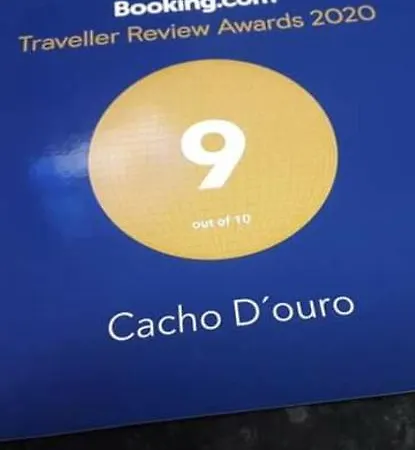 Booking.com
Traveller Review Awards 2020
9
out of 10
Cacho D´ouro